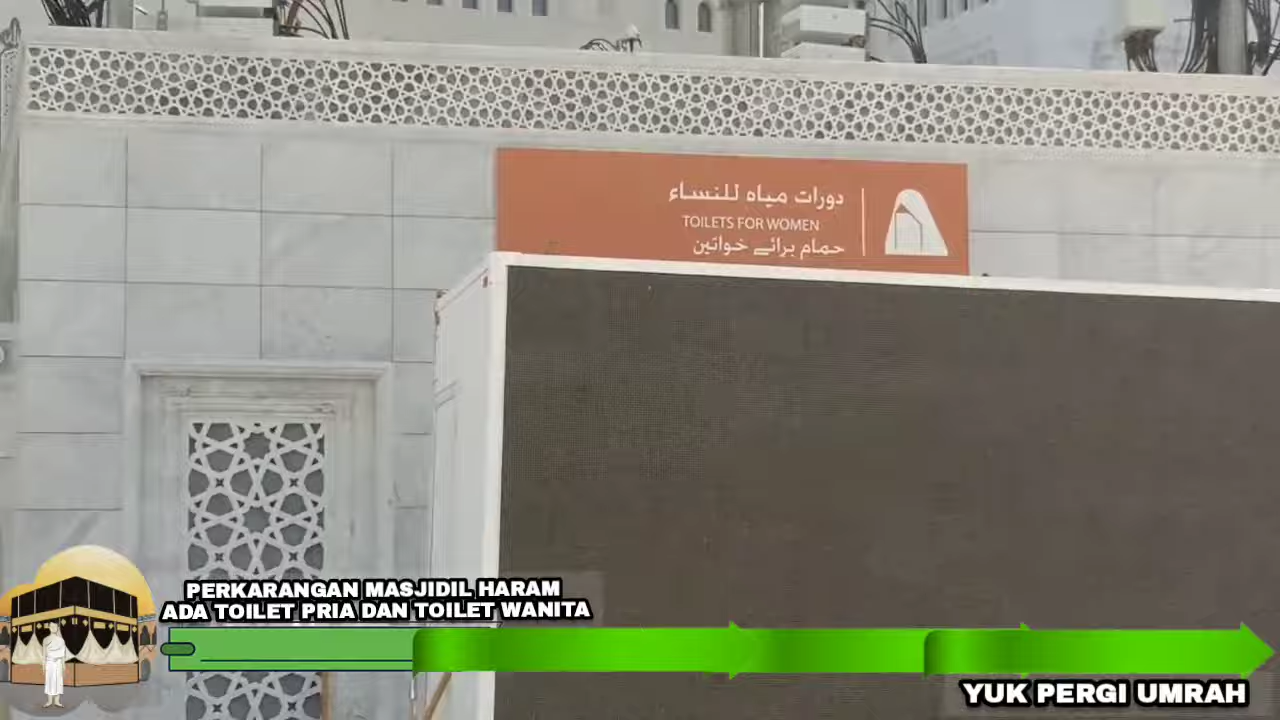 دورات مياه للنساء
TOILETS FOR WOMEN
حمام برائے خواتین
PERKARANGAN MASJIDIL HARAM
ADA TOILET PRIA DAN TOILET WANITA
YUK PERGI UMRAH